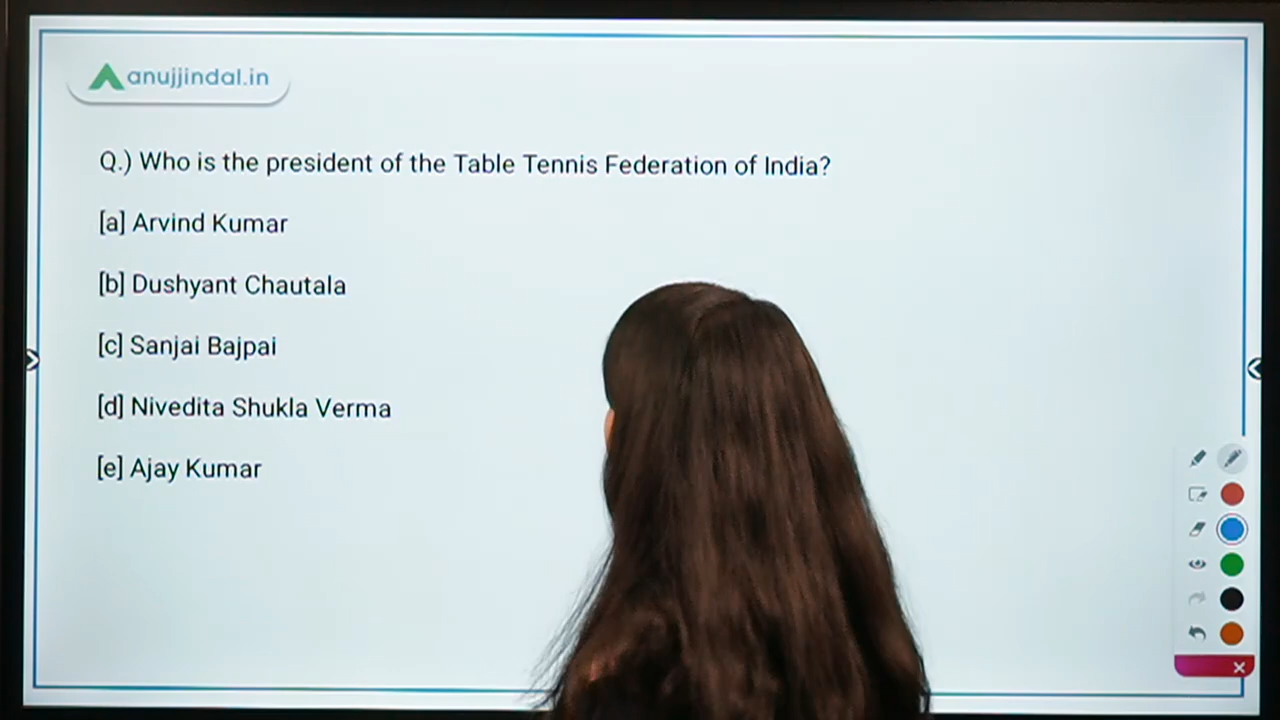 anujjindal.in
Q.) Who is the president of the Table Tennis Federation of India?
[a] Arvind Kumar
[b] Dushyant Chautala
[c] Sanjai Bajpai
[d] Nivedita Shukla Verma
[e] Ajay Kumar